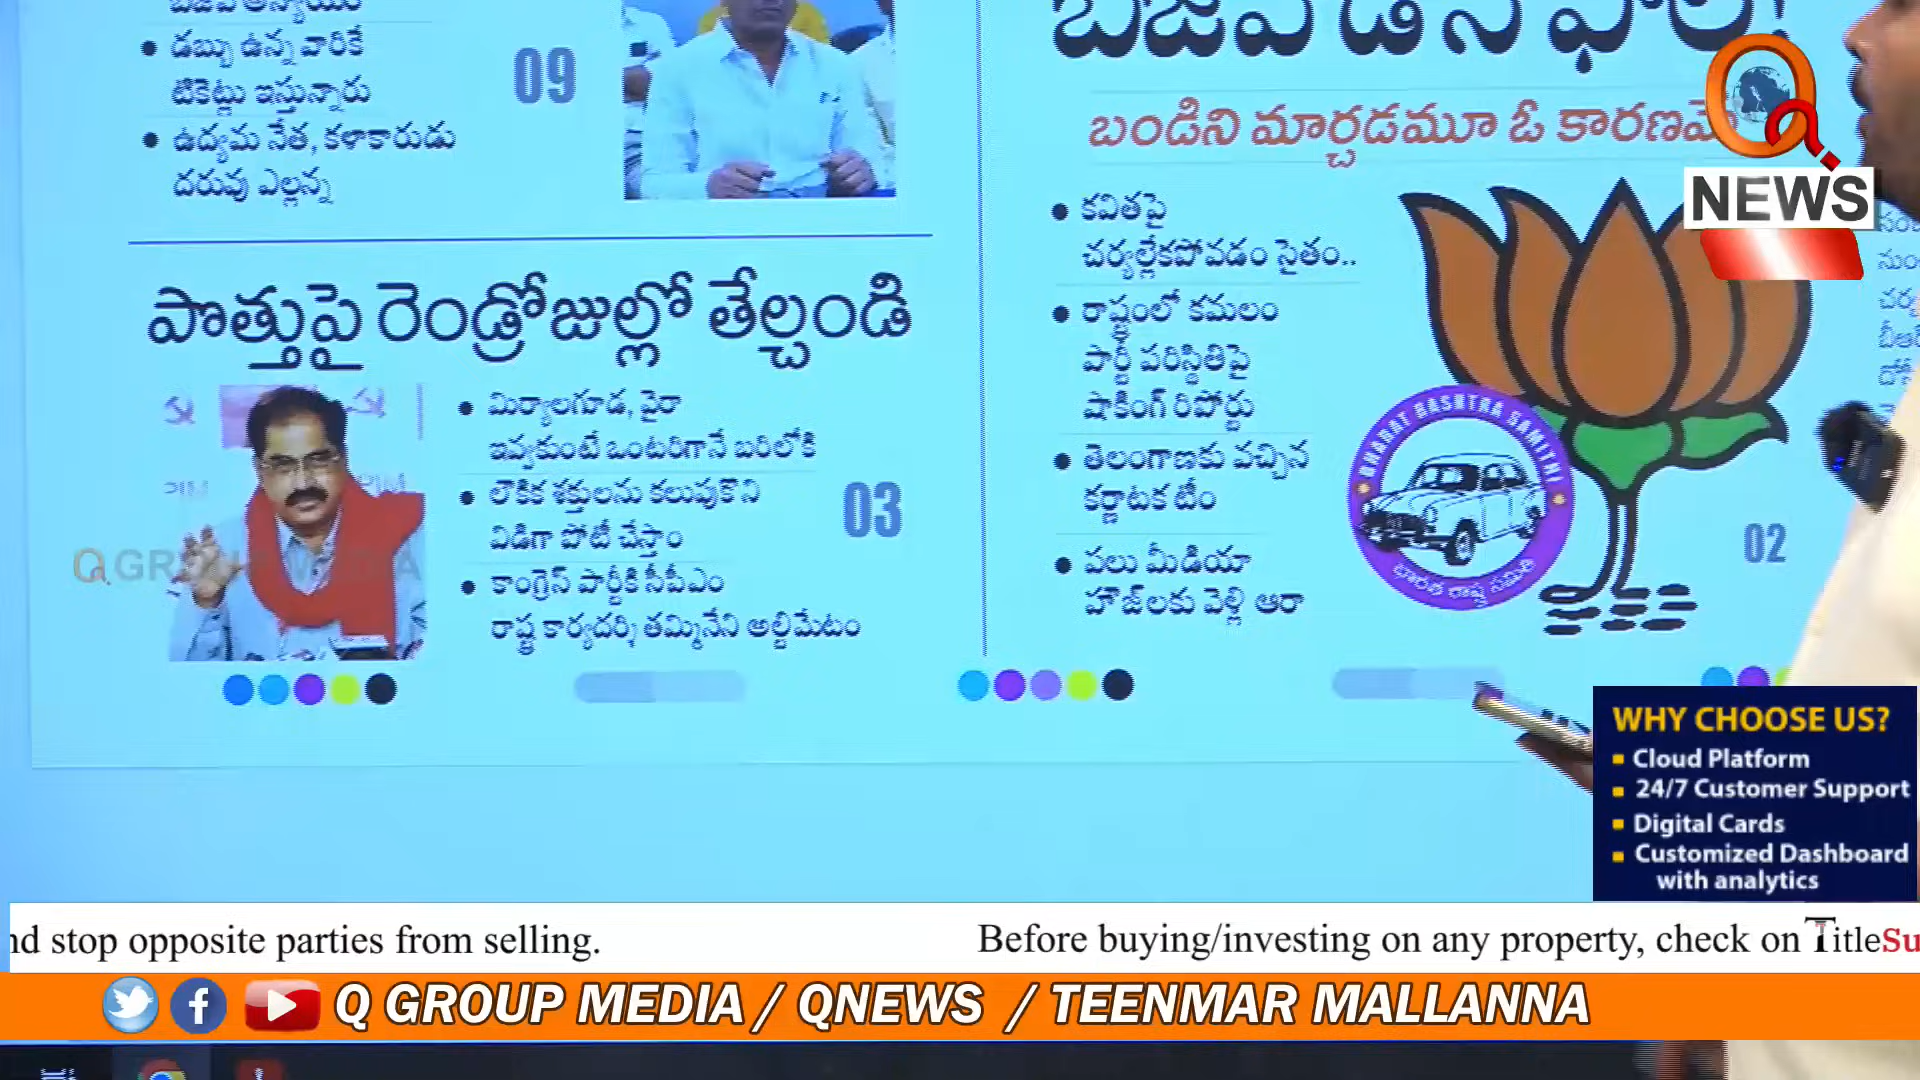 డబ్బు ఉన్న వారికే
టికెట్లు ఇస్తున్నారు
ఉద్యమ నేత, కళాకారుడు
దరువు ఎల్లన్న
09
పొత్తుపై రెండ్రోజుల్లో తేల్చండి
మిర్యాలగూడ, వైరా
ఇవ్వకుంటే ఒంటరిగానే బరిలోకి
లౌకిక శక్తులను కలుపుకొని
విడిగా పోటీ చేస్తాం
కాంగ్రెస్ పార్టీకి సీపీఎం
రాష్ట్ర కార్యదర్శి తమ్మినేని అల్టిమేటం
03
బండిని మార్చడమూ ఓ కారణమే
కవితపై
చర్యల్లేకపోవడం సైతం..
రాష్ట్రంలో కమలం
పార్టీ పరిస్థితిపై
షాకింగ్ రిపోర్టు
తెలంగాణకు వచ్చిన
కర్ణాటక టీం
పలు మీడియా
హౌజ్‌లకు వెళ్లి ఆరా
BHARAT RASHTRA SAMITHI
భారత రాష్ట్ర సమితి
02
Q NEWS
WHY CHOOSE US?
Cloud Platform
24/7 Customer Support
Digital Cards
Customized Dashboard
with analytics
nd stop opposite parties from selling.
Before buying/investing on any property, check on TitleSu
Q GROUP MEDIA / QNEWS / TEENMAR MALLANNA